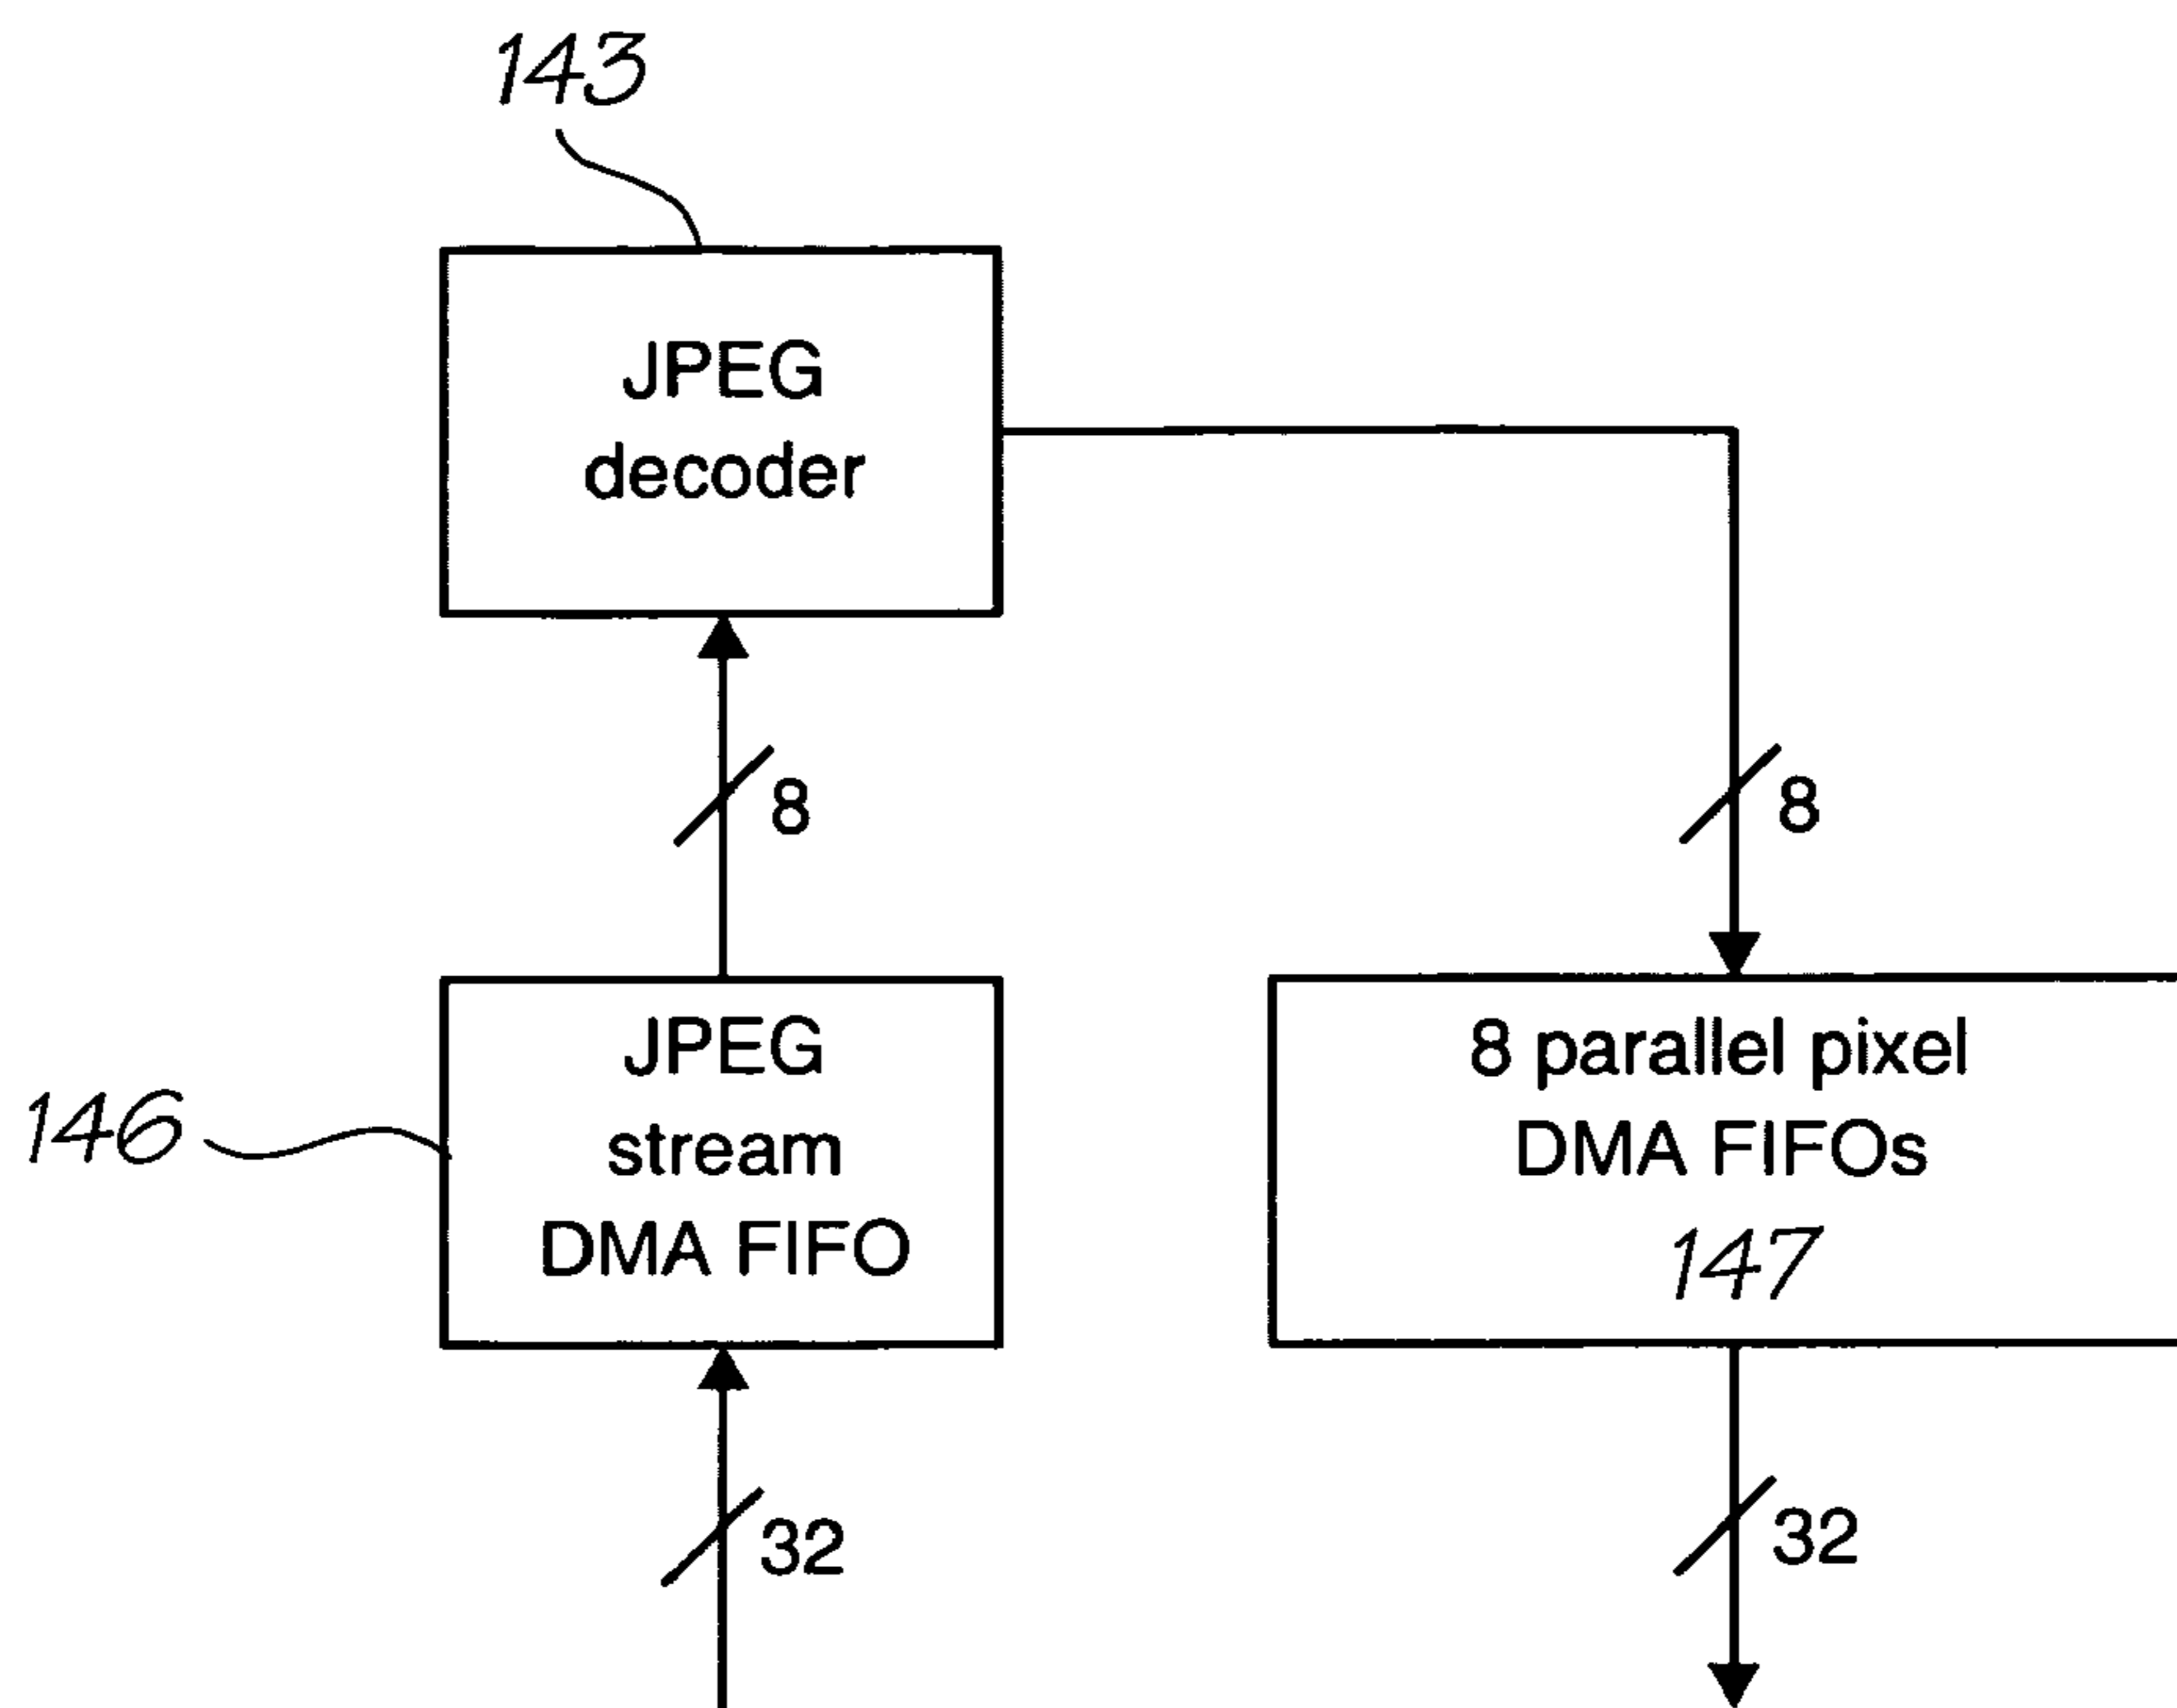 143
JPEG
decoder
8
8
JPEG
stream
DMA FIFO
146
8 parallel pixel
DMA FIFOs
147
32
32